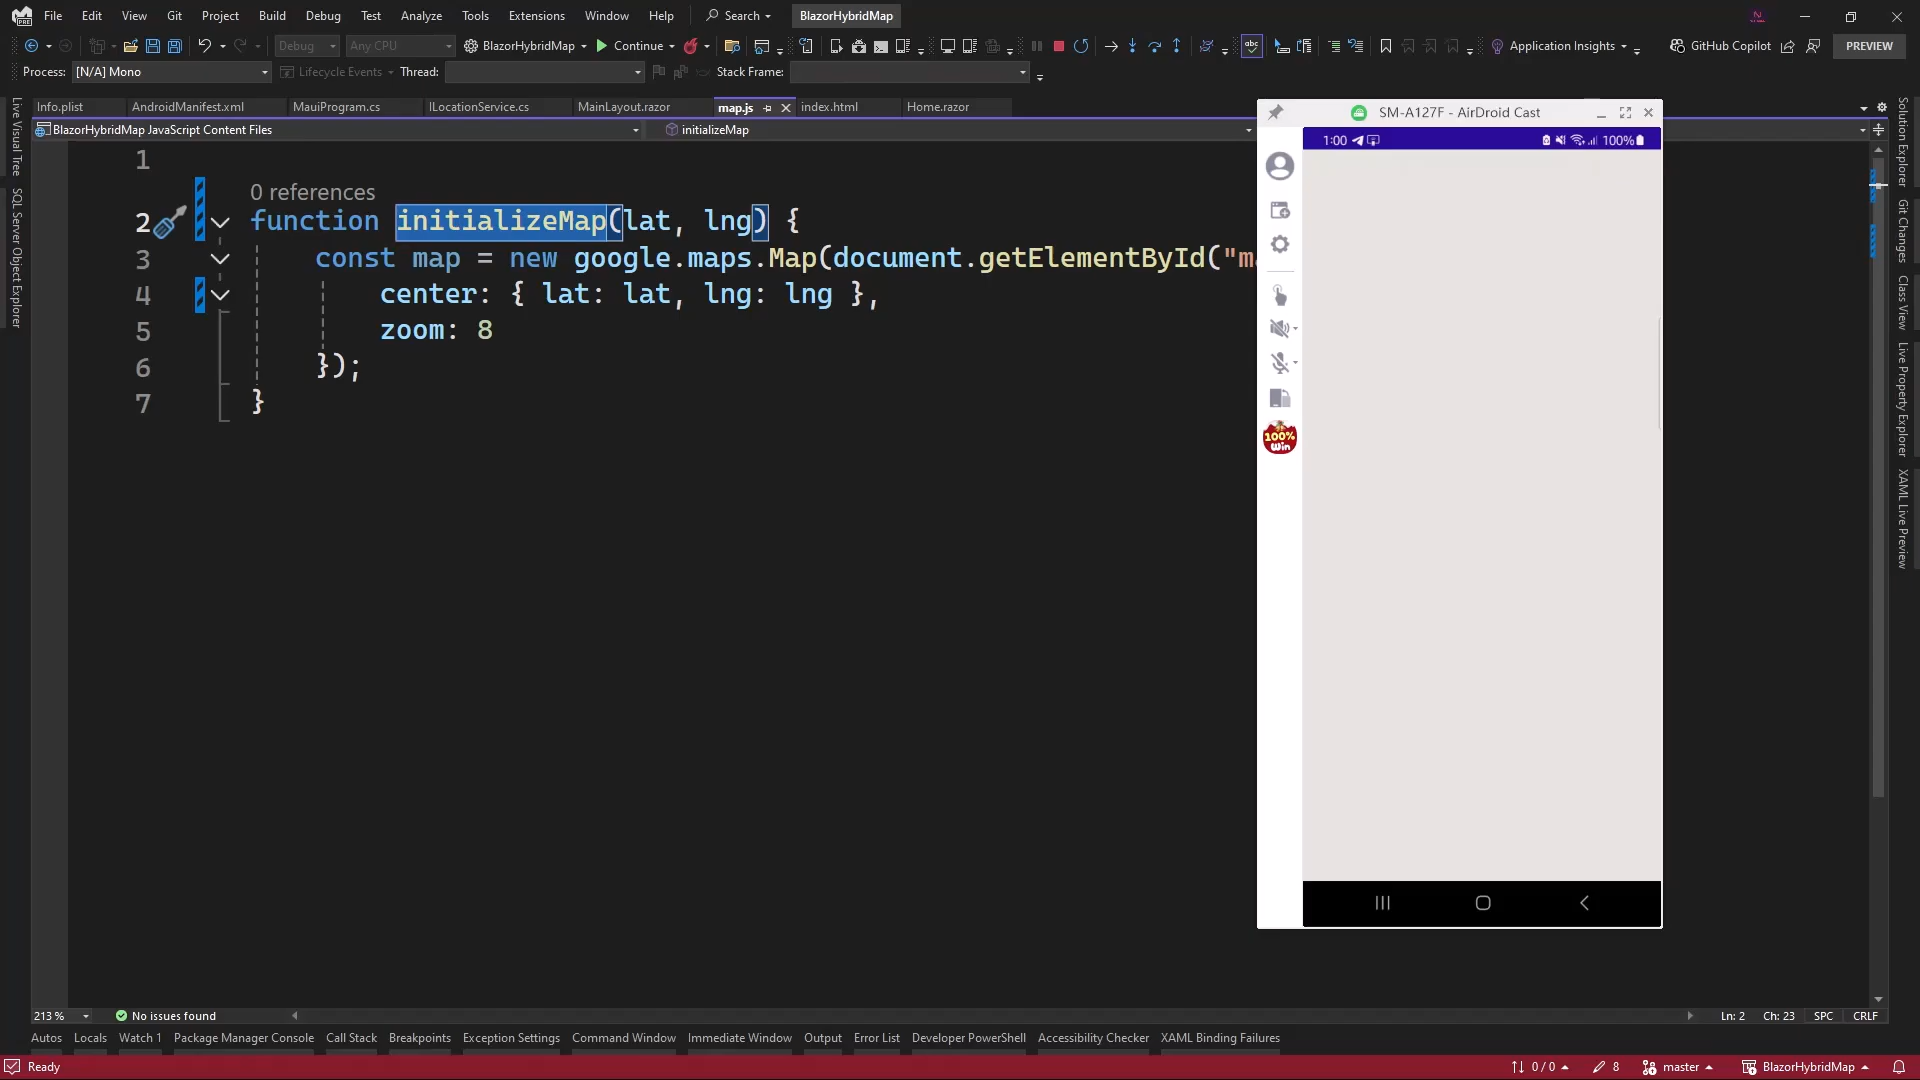 File Edit View Git Project Build Debug Test Analyze Tools Extensions Window Help Search BlazorHybridMap
Debug Any CPU BlazorHybridMap Continue Application Insights GitHub Copilot PREVIEW
Process: [N/A] Mono Lifecycle Events Thread: Stack Frame:
Info.plist AndroidManifest.xml MauiProgram.cs ILocationService.cs MainLayout.razor map.js index.html Home.razor
BlazorHybridMap JavaScript Content Files initializeMap
Live Visual Tree
SQL Server Object Explorer
1
0 references
2 function initializeMap(lat, lng) {
3 const map = new google.maps.Map(document.getElementById("ma
4 center: { lat: lat, lng: lng },
5 zoom: 8
6 });
7 }
SM-A127F - AirDroid Cast
1:00 100%
100%
Win
Solution Explorer
Git Changes
Class View
Live Property Explorer
XAML Live Preview
213 % No issues found Ln: 2 Ch: 23 SPC CRLF
Autos Locals Watch 1 Package Manager Console Call Stack Breakpoints Exception Settings Command Window Immediate Window Output Error List Developer PowerShell Accessibility Checker XAML Binding Failures
Ready 0 / 0 8 master BlazorHybridMap